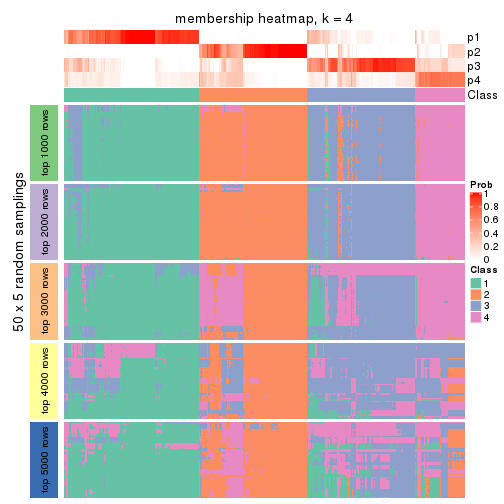 membership heatmap, k = 4
p1
p2
p3
p4
Class
50 x 5 random samplings
top 1000 rows
top 2000 rows
top 3000 rows
top 4000 rows
top 5000 rows
Prob
1
0.8
0.6
0.4
0.2
0
Class
1
2
3
4